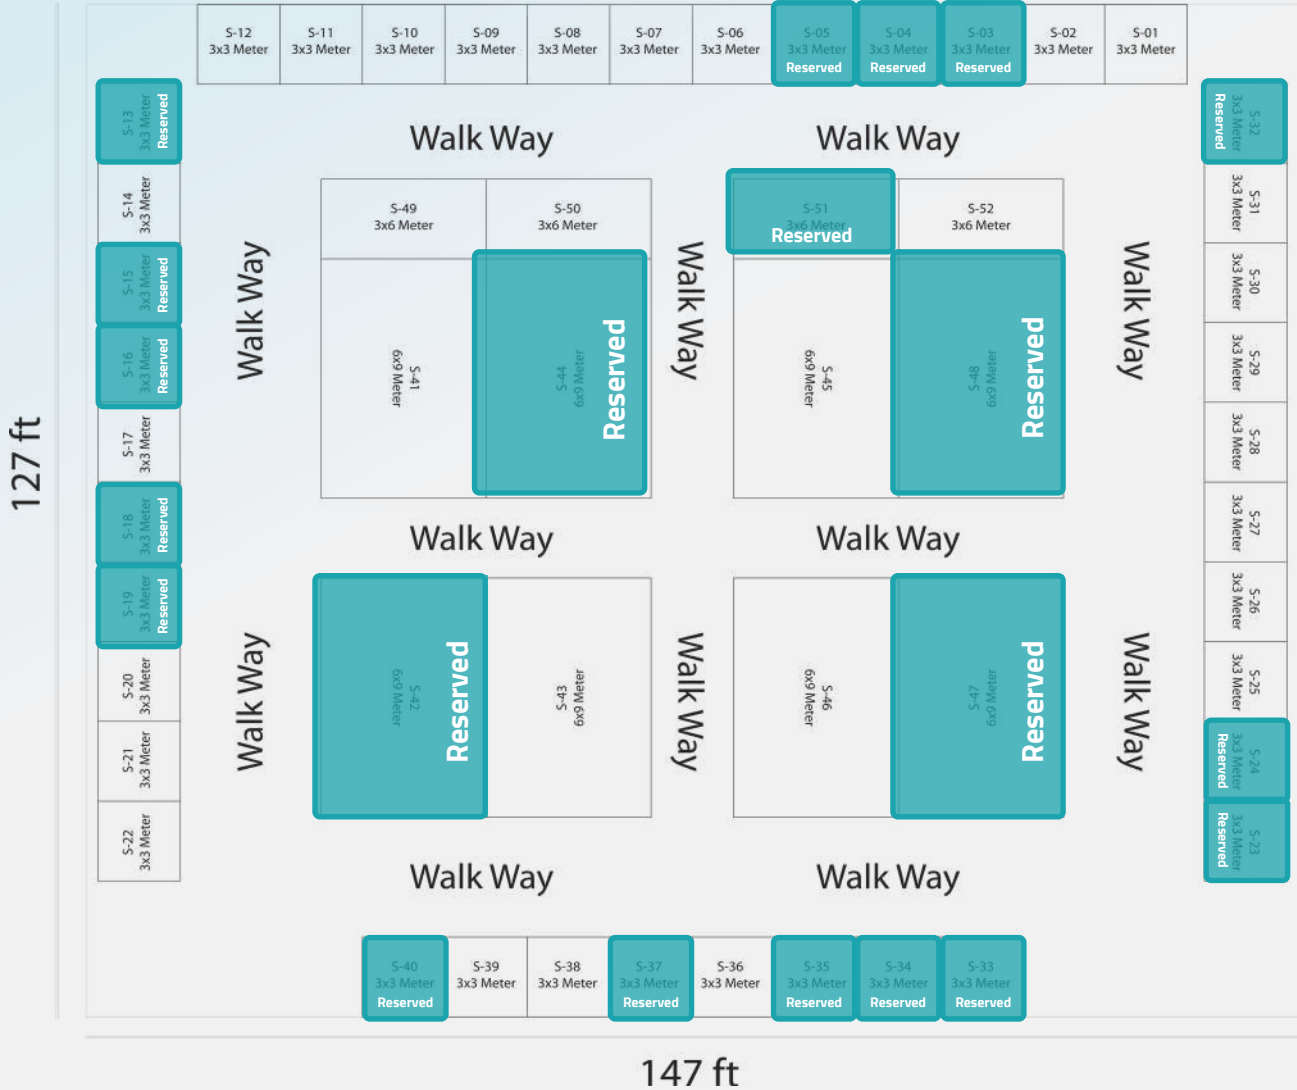 S-12
3x3 Meter
S-11
3x3 Meter
S-10
3x3 Meter
S-09
3x3 Meter
S-08
3x3 Meter
S-07
3x3 Meter
S-06
3x3 Meter
S-05
3x3 Meter
Reserved
S-04
3x3 Meter
Reserved
S-03
3x3 Meter
Reserved
S-02
3x3 Meter
S-01
3x3 Meter
S-13
3x3 Meter
Reserved
S-14
3x3 Meter
S-15
3x3 Meter
Reserved
S-16
3x3 Meter
Reserved
S-17
3x3 Meter
S-18
3x3 Meter
Reserved
S-19
3x3 Meter
Reserved
S-20
3x3 Meter
S-21
3x3 Meter
S-22
3x3 Meter
Walk Way
Walk Way
S-49
3x6 Meter
S-50
3x6 Meter
S-51
3x6 Meter
Reserved
S-52
3x6 Meter
Walk Way
S-41
6x9 Meter
S-44
6x9 Meter
Reserved
Walk Way
S-45
6x9 Meter
S-48
6x9 Meter
Reserved
Walk Way
Walk Way
Walk Way
Walk Way
S-42
6x9 Meter
Reserved
S-43
6x9 Meter
Walk Way
S-46
6x9 Meter
S-47
6x9 Meter
Reserved
Walk Way
Walk Way
Walk Way
S-32
3x3 Meter
Reserved
S-31
3x3 Meter
S-30
3x3 Meter
S-29
3x3 Meter
S-28
3x3 Meter
S-27
3x3 Meter
S-26
3x3 Meter
S-25
3x3 Meter
S-24
3x3 Meter
Reserved
S-23
3x3 Meter
Reserved
S-40
3x3 Meter
Reserved
S-39
3x3 Meter
S-38
3x3 Meter
S-37
3x3 Meter
Reserved
S-36
3x3 Meter
S-35
3x3 Meter
Reserved
S-34
3x3 Meter
Reserved
S-33
3x3 Meter
Reserved
127 ft
147 ft